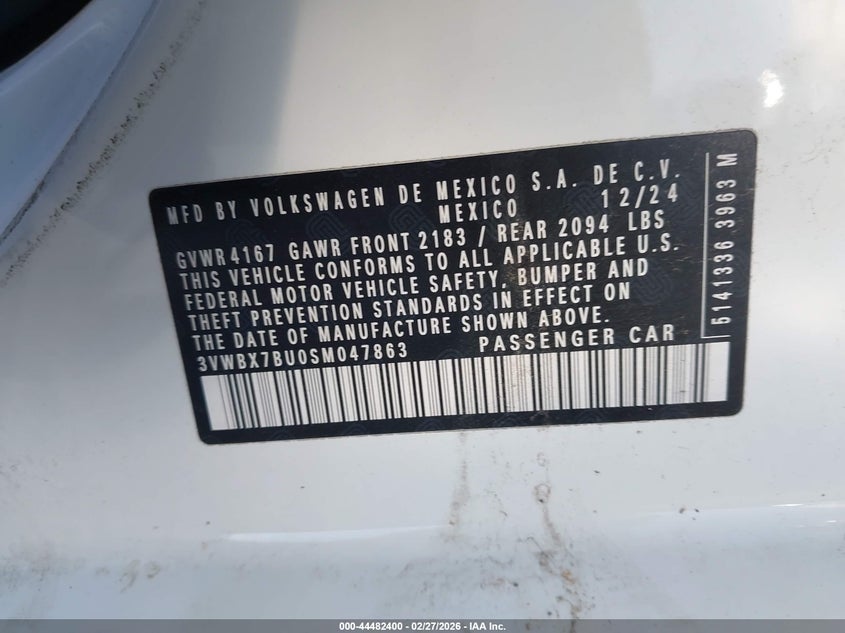 MFD BY VOLKSWAGEN DE MEXICO S.A. DE C.V.
MEXICO 12/24
GVWR 4167 GAWR FRONT 2183 / REAR 2094 LBS
THIS VEHICLE CONFORMS TO ALL APPLICABLE U.S.
FEDERAL MOTOR VEHICLE SAFETY, BUMPER AND
THEFT PREVENTION STANDARDS IN EFFECT ON
THE DATE OF MANUFACTURE SHOWN ABOVE.
3VWBX7BU0SM047863 PASSENGER CAR
5141336 3963 M
000-44482400 - 02/27/2026 - IAA Inc.